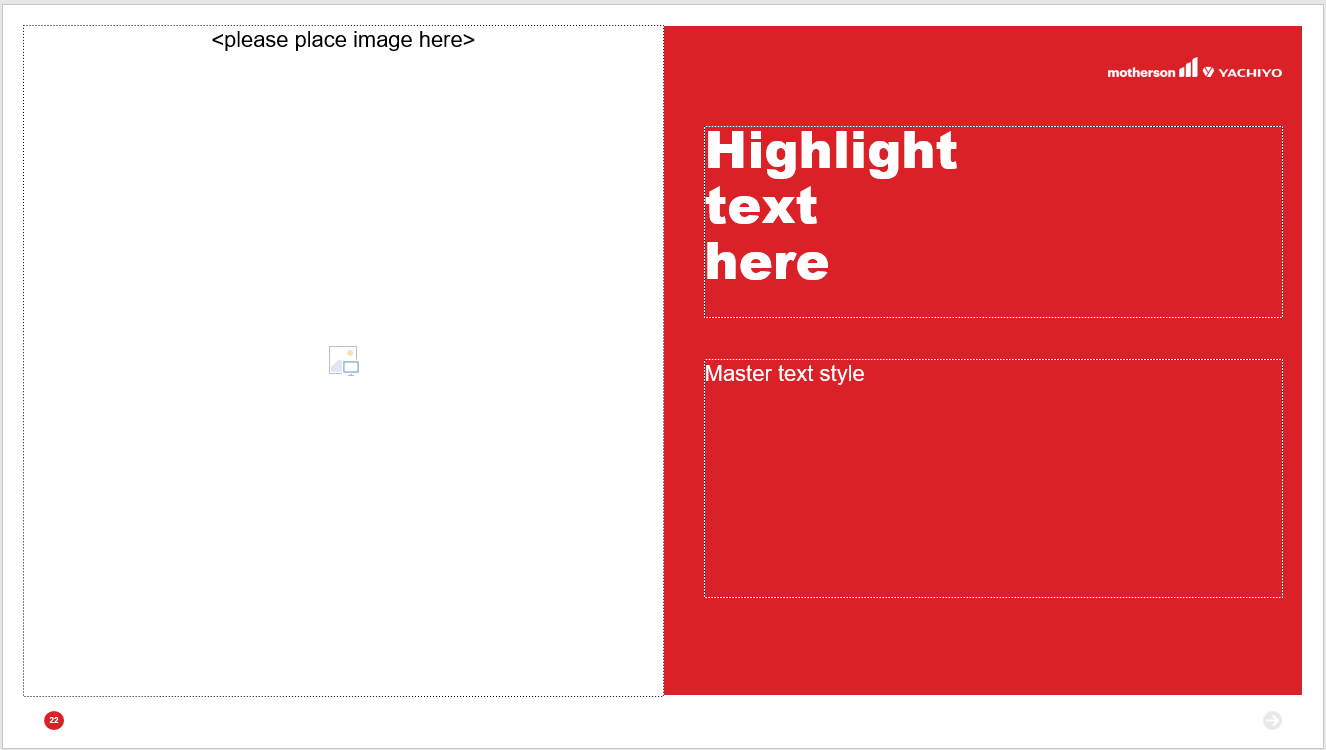 <please place image here>
motherson YACHIYO
Highlight
text
here
Master text style
22